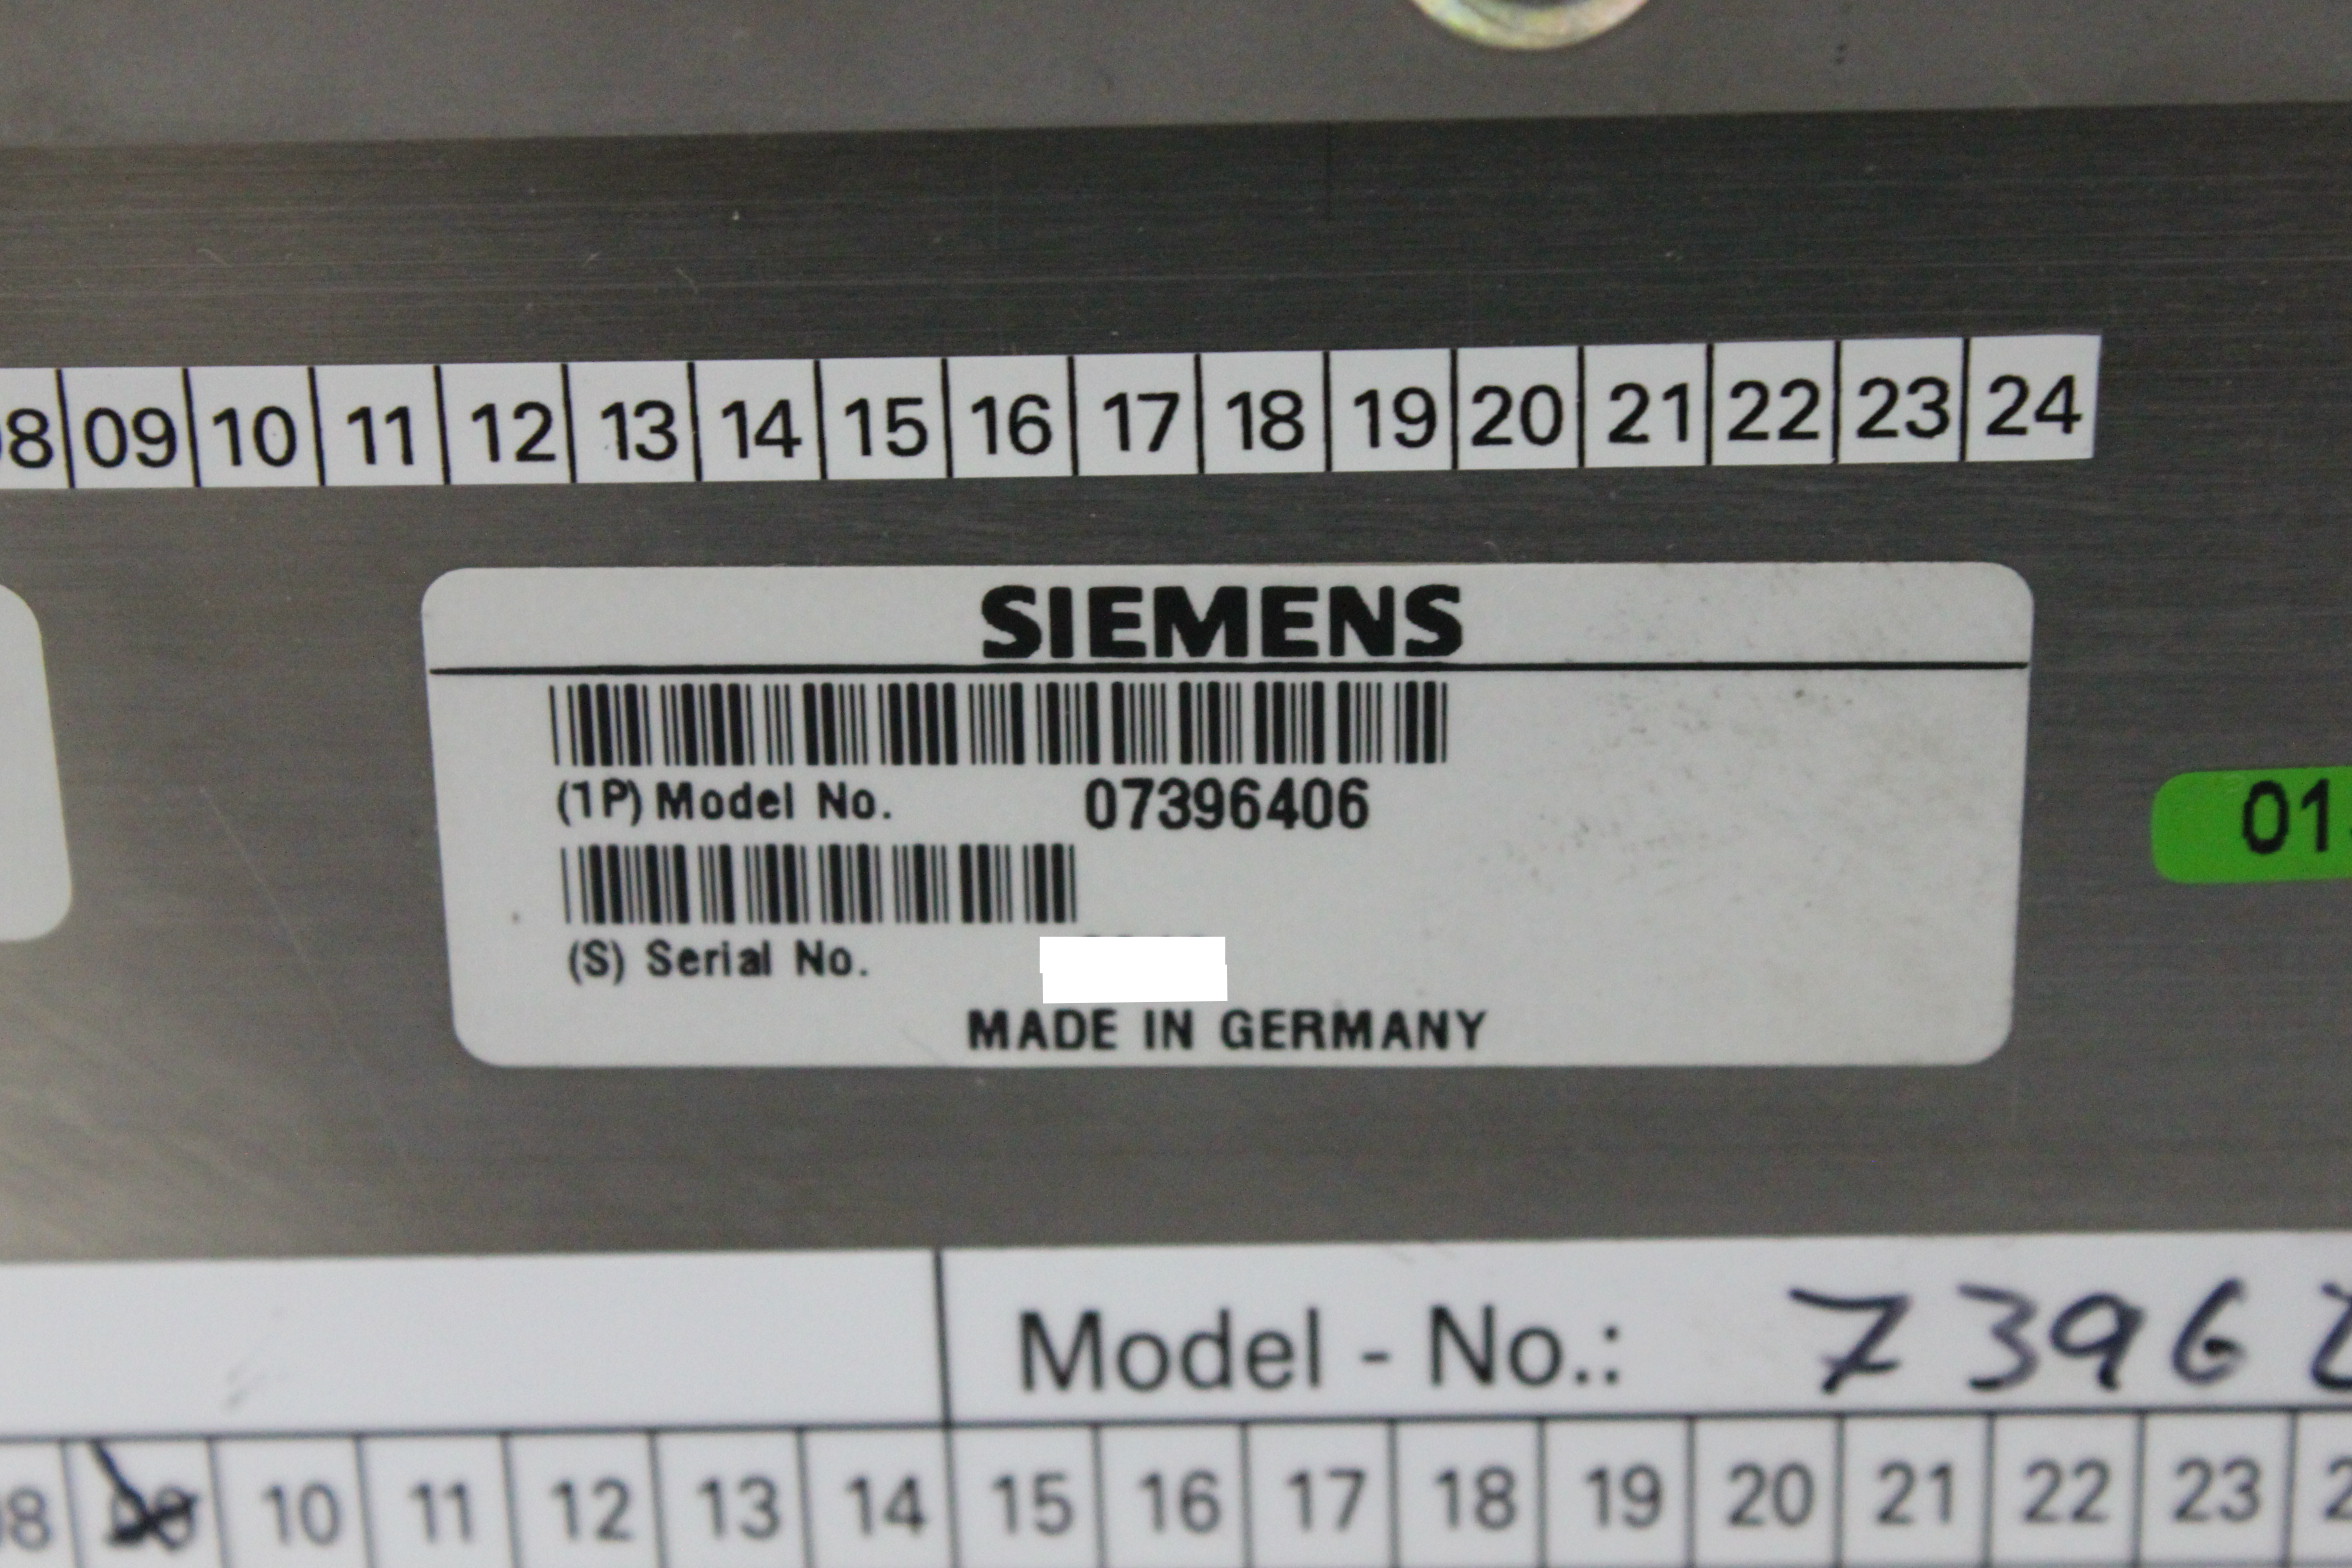 09 10 11 12 13 14 15 16 17 18 19 20 21 22 23 24
SIEMENS
(1P) Model No. 07396406
(S) Serial No.
MADE IN GERMANY
01
Model - No.: 7396
10 11 12 13 14 15 16 17 18 19 20 21 22 23